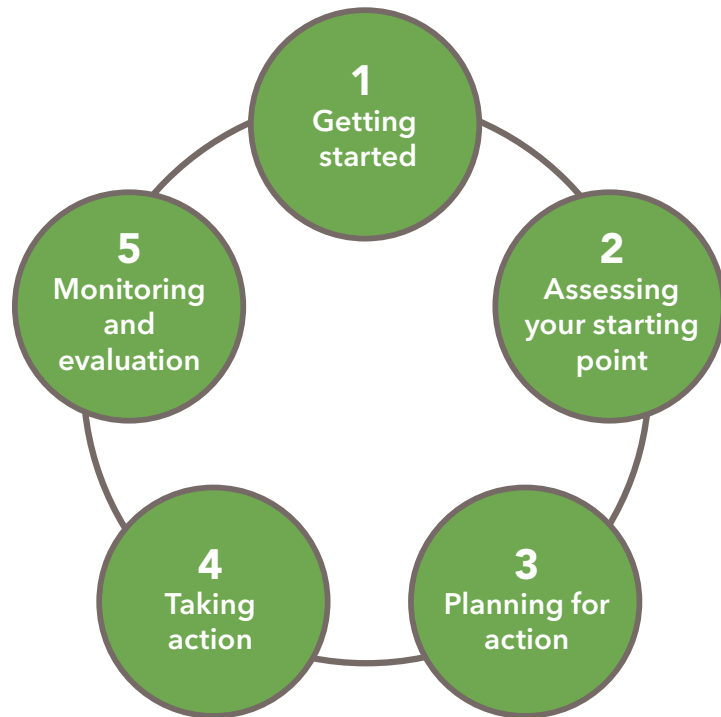 1
Getting
started
2
Assessing
your starting
point
3
Planning for
action
4
Taking
action
5
Monitoring
and
evaluation